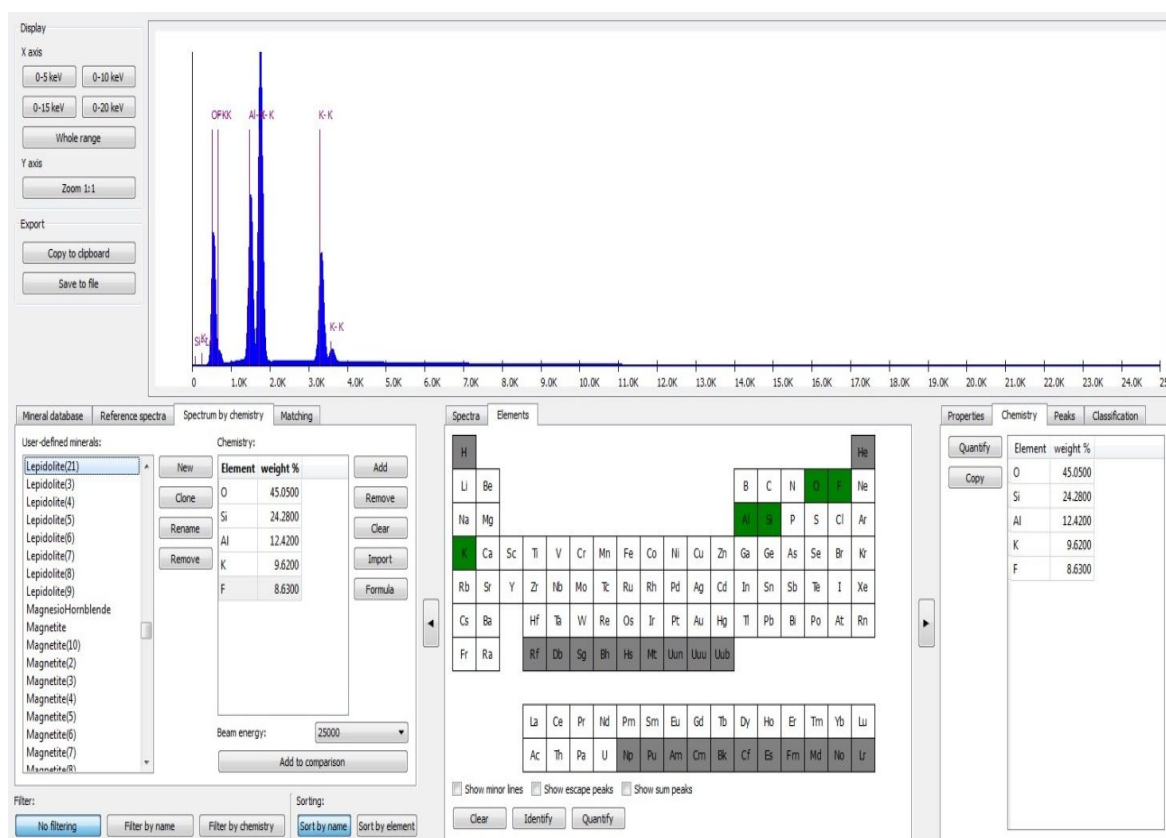 Display
X axis
0-5 keV 0-10 keV
0-15 keV 0-20 keV
Whole range
Y axis
Zoom 1:1
Export
Copy to clipboard
Save to file
K- K
K- K
0 1.0K 2.0K 3.0K 4.0K 5.0K 6.0K 7.0K 8.0K 9.0K 10.0K 11.0K 12.0K 13.0K 14.0K 15.0K 16.0K 17.0K 18.0K 19.0K 20.0K 21.0K 22.0K 23.0K 24.0K 25
Mineral database Reference spectra Spectrum by chemistry Matching
User-defined minerals:
Lepidolite(21)
Lepidolite(3)
Lepidolite(4)
Lepidolite(5)
Lepidolite(6)
Lepidolite(7)
Lepidolite(8)
Lepidolite(9)
MagnesioHornblende
Magnetite
Magnetite(10)
Magnetite(2)
Magnetite(3)
Magnetite(4)
Magnetite(5)
Magnetite(6)
Magnetite(7)
Magnetite(8)
New
Clone
Rename
Remove
Chemistry:
Element weight %
O 45.0500
Si 24.2800
Al 12.4200
K 9.6200
F 8.6300
Add
Remove
Clear
Import
Formula
Beam energy: 25000
Add to comparison
Filter:
No filtering Filter by name Filter by chemistry
Sorting:
Sort by name Sort by element
Spectra Elements
H He
Li Be B C N O F Ne
Na Mg Al Si P S Cl Ar
K Ca Sc Ti V Cr Mn Fe Co Ni Cu Zn Ga Ge As Se Br Kr
Rb Sr Y Zr Nb Mo Tc Ru Rh Pd Ag Cd In Sn Sb Te I Xe
Cs Ba Hf Ta W Re Os Ir Pt Au Hg Tl Pb Bi Po At Rn
Fr Ra Rf Db Sg Bh Hs Mt Uun Uuu Uub
La Ce Pr Nd Pm Sm Eu Gd Tb Dy Ho Er Tm Yb Lu
Ac Th Pa U Np Pu Am Cm Bk Cf Es Fm Md No Lr
Show minor lines Show escape peaks Show sum peaks
Clear Identify Quantify
Properties Chemistry Peaks Classification
Quantify
Copy
Element weight %
O 45.0500
Si 24.2800
Al 12.4200
K 9.6200
F 8.6300